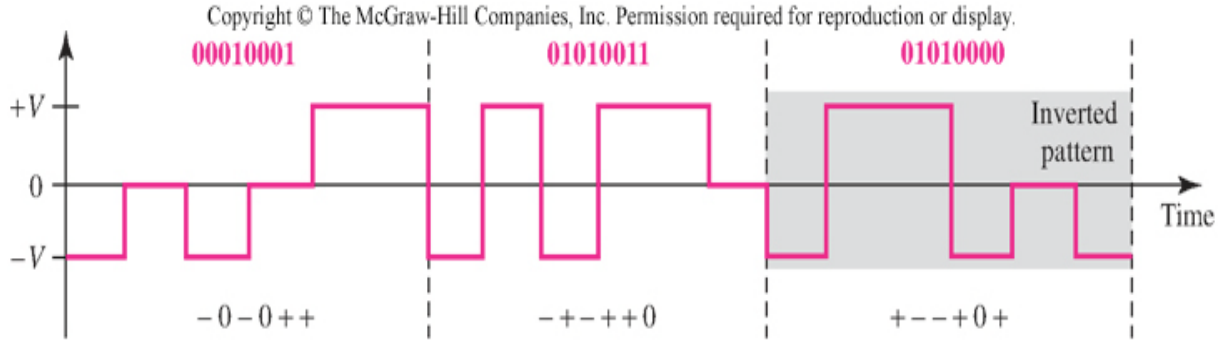 Copyright © The McGraw-Hill Companies, Inc. Permission required for reproduction or display.
00010001 01010011 01010000
+V
Inverted
pattern
0
Time
−V
− 0 − 0 + + − + − + + 0 + − − + 0 +